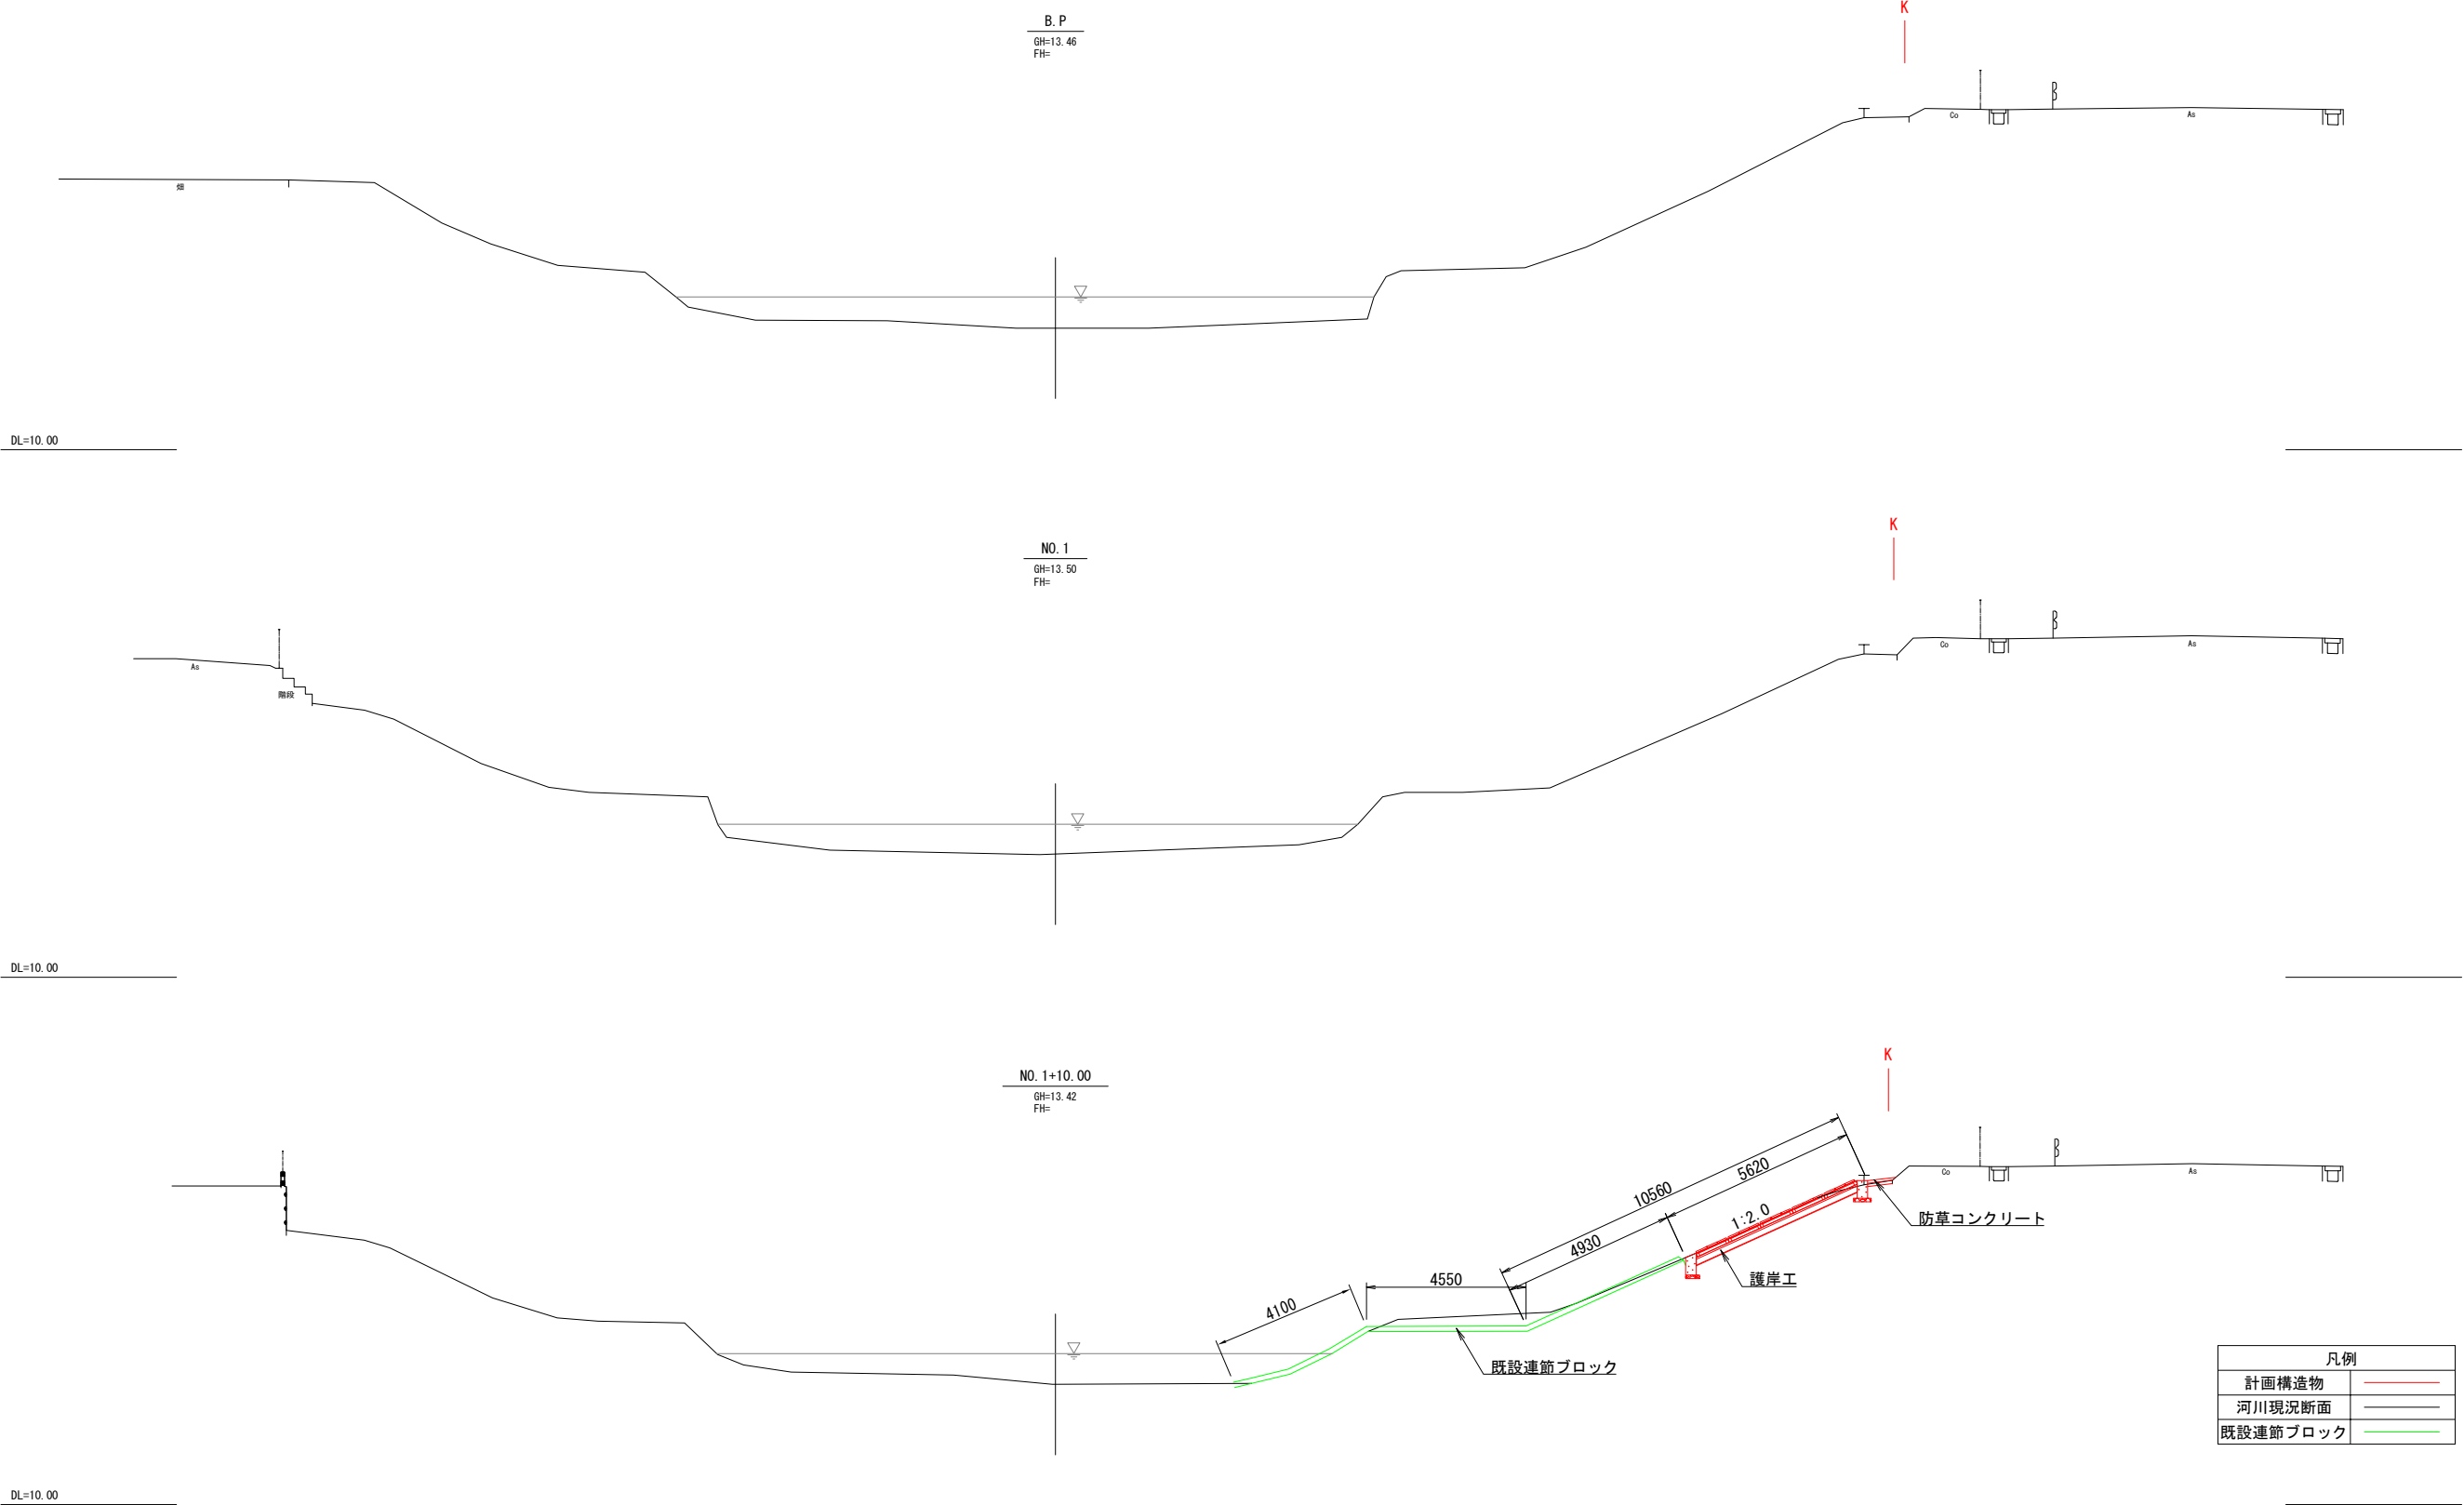 B.P
GH=13.46
FH=
K
畑
Co
As
DL=10.00
NO.1
GH=13.50
FH=
K
As
階段
Co
As
DL=10.00
NO.1+10.00
GH=13.42
FH=
K
10560
5620
4930
1:2.0
4550
4100
Co
As
防草コンクリート
護岸工
既設連節ブロック
凡例
計画構造物
河川現況断面
既設連節ブロック
DL=10.00